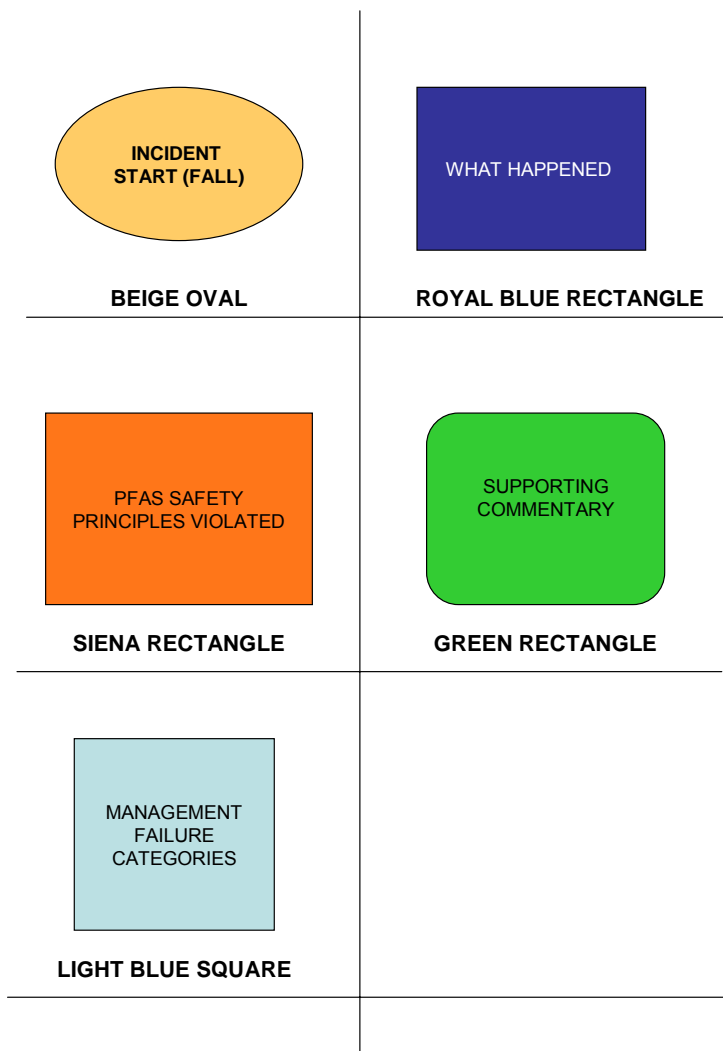 INCIDENT
START (FALL)
BEIGE OVAL
WHAT HAPPENED
ROYAL BLUE RECTANGLE
PFAS SAFETY
PRINCIPLES VIOLATED
SIENA RECTANGLE
SUPPORTING
COMMENTARY
GREEN RECTANGLE
MANAGEMENT
FAILURE
CATEGORIES
LIGHT BLUE SQUARE